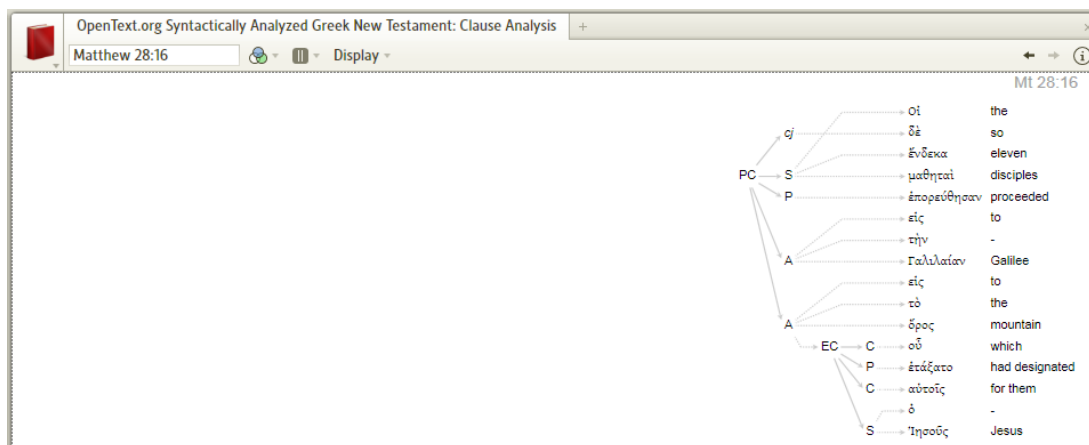 OpenText.org Syntactically Analyzed Greek New Testament: Clause Analysis +
Matthew 28:16 Display
Mt 28:16
Οἱ the
cj δὲ so
ἕνδεκα eleven
PC S μαθηταὶ disciples
P ἐπορεύθησαν proceeded
εἰς to
τὴν -
A Γαλιλαίαν Galilee
εἰς to
τὸ the
A ὄρος mountain
EC C οὗ which
P ἐτάξατο had designated
C αὐτοῖς for them
ὁ -
S Ἰησοῦς Jesus